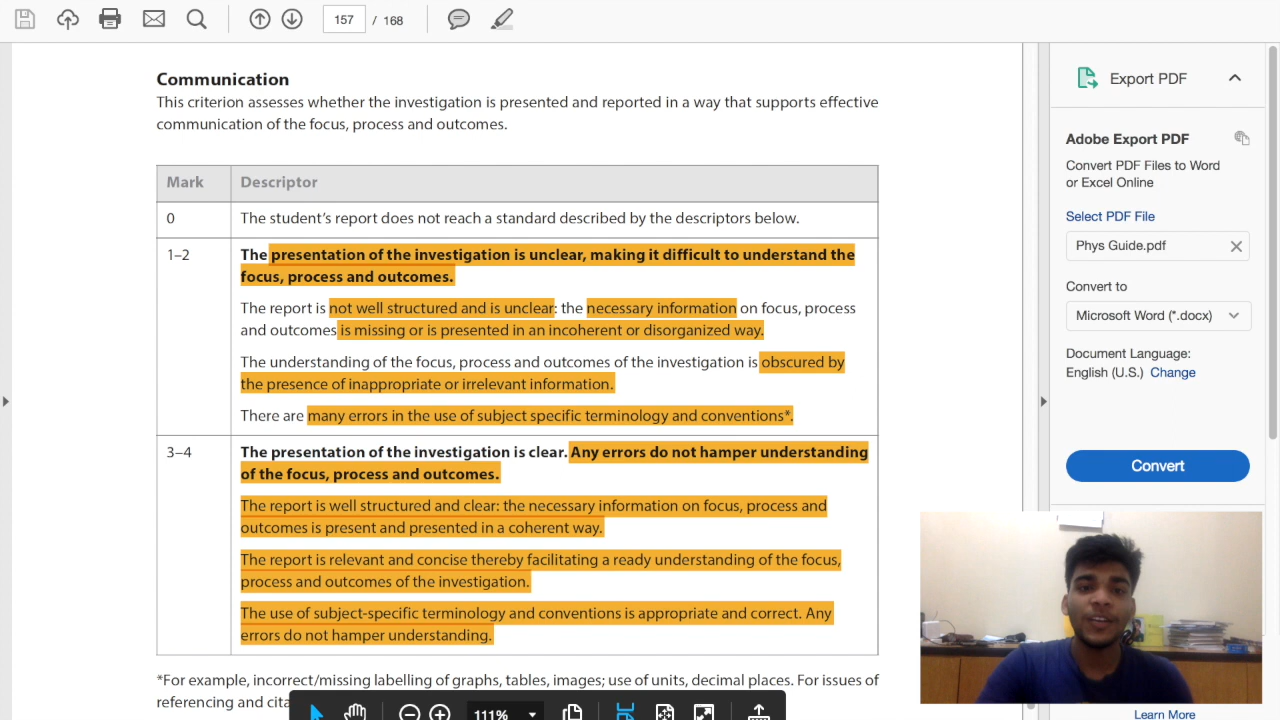 157 / 168
Communication
This criterion assesses whether the investigation is presented and reported in a way that supports effective
communication of the focus, process and outcomes.
Mark Descriptor
0 The student's report does not reach a standard described by the descriptors below.
1–2 The presentation of the investigation is unclear, making it difficult to understand the
focus, process and outcomes.
The report is not well structured and is unclear: the necessary information on focus, process
and outcomes is missing or is presented in an incoherent or disorganized way.
The understanding of the focus, process and outcomes of the investigation is obscured by
the presence of inappropriate or irrelevant information.
There are many errors in the use of subject specific terminology and conventions*.
3–4 The presentation of the investigation is clear. Any errors do not hamper understanding
of the focus, process and outcomes.
The report is well structured and clear: the necessary information on focus, process and
outcomes is present and presented in a coherent way.
The report is relevant and concise thereby facilitating a ready understanding of the focus,
process and outcomes of the investigation.
The use of subject-specific terminology and conventions is appropriate and correct. Any
errors do not hamper understanding.
*For example, incorrect/missing labelling of graphs, tables, images; use of units, decimal places. For issues of
referencing and
111%
Export PDF
Adobe Export PDF
Convert PDF Files to Word
or Excel Online
Select PDF File
Phys Guide.pdf
Convert to
Microsoft Word (*.docx)
Document Language:
English (U.S.) Change
Convert
Learn More